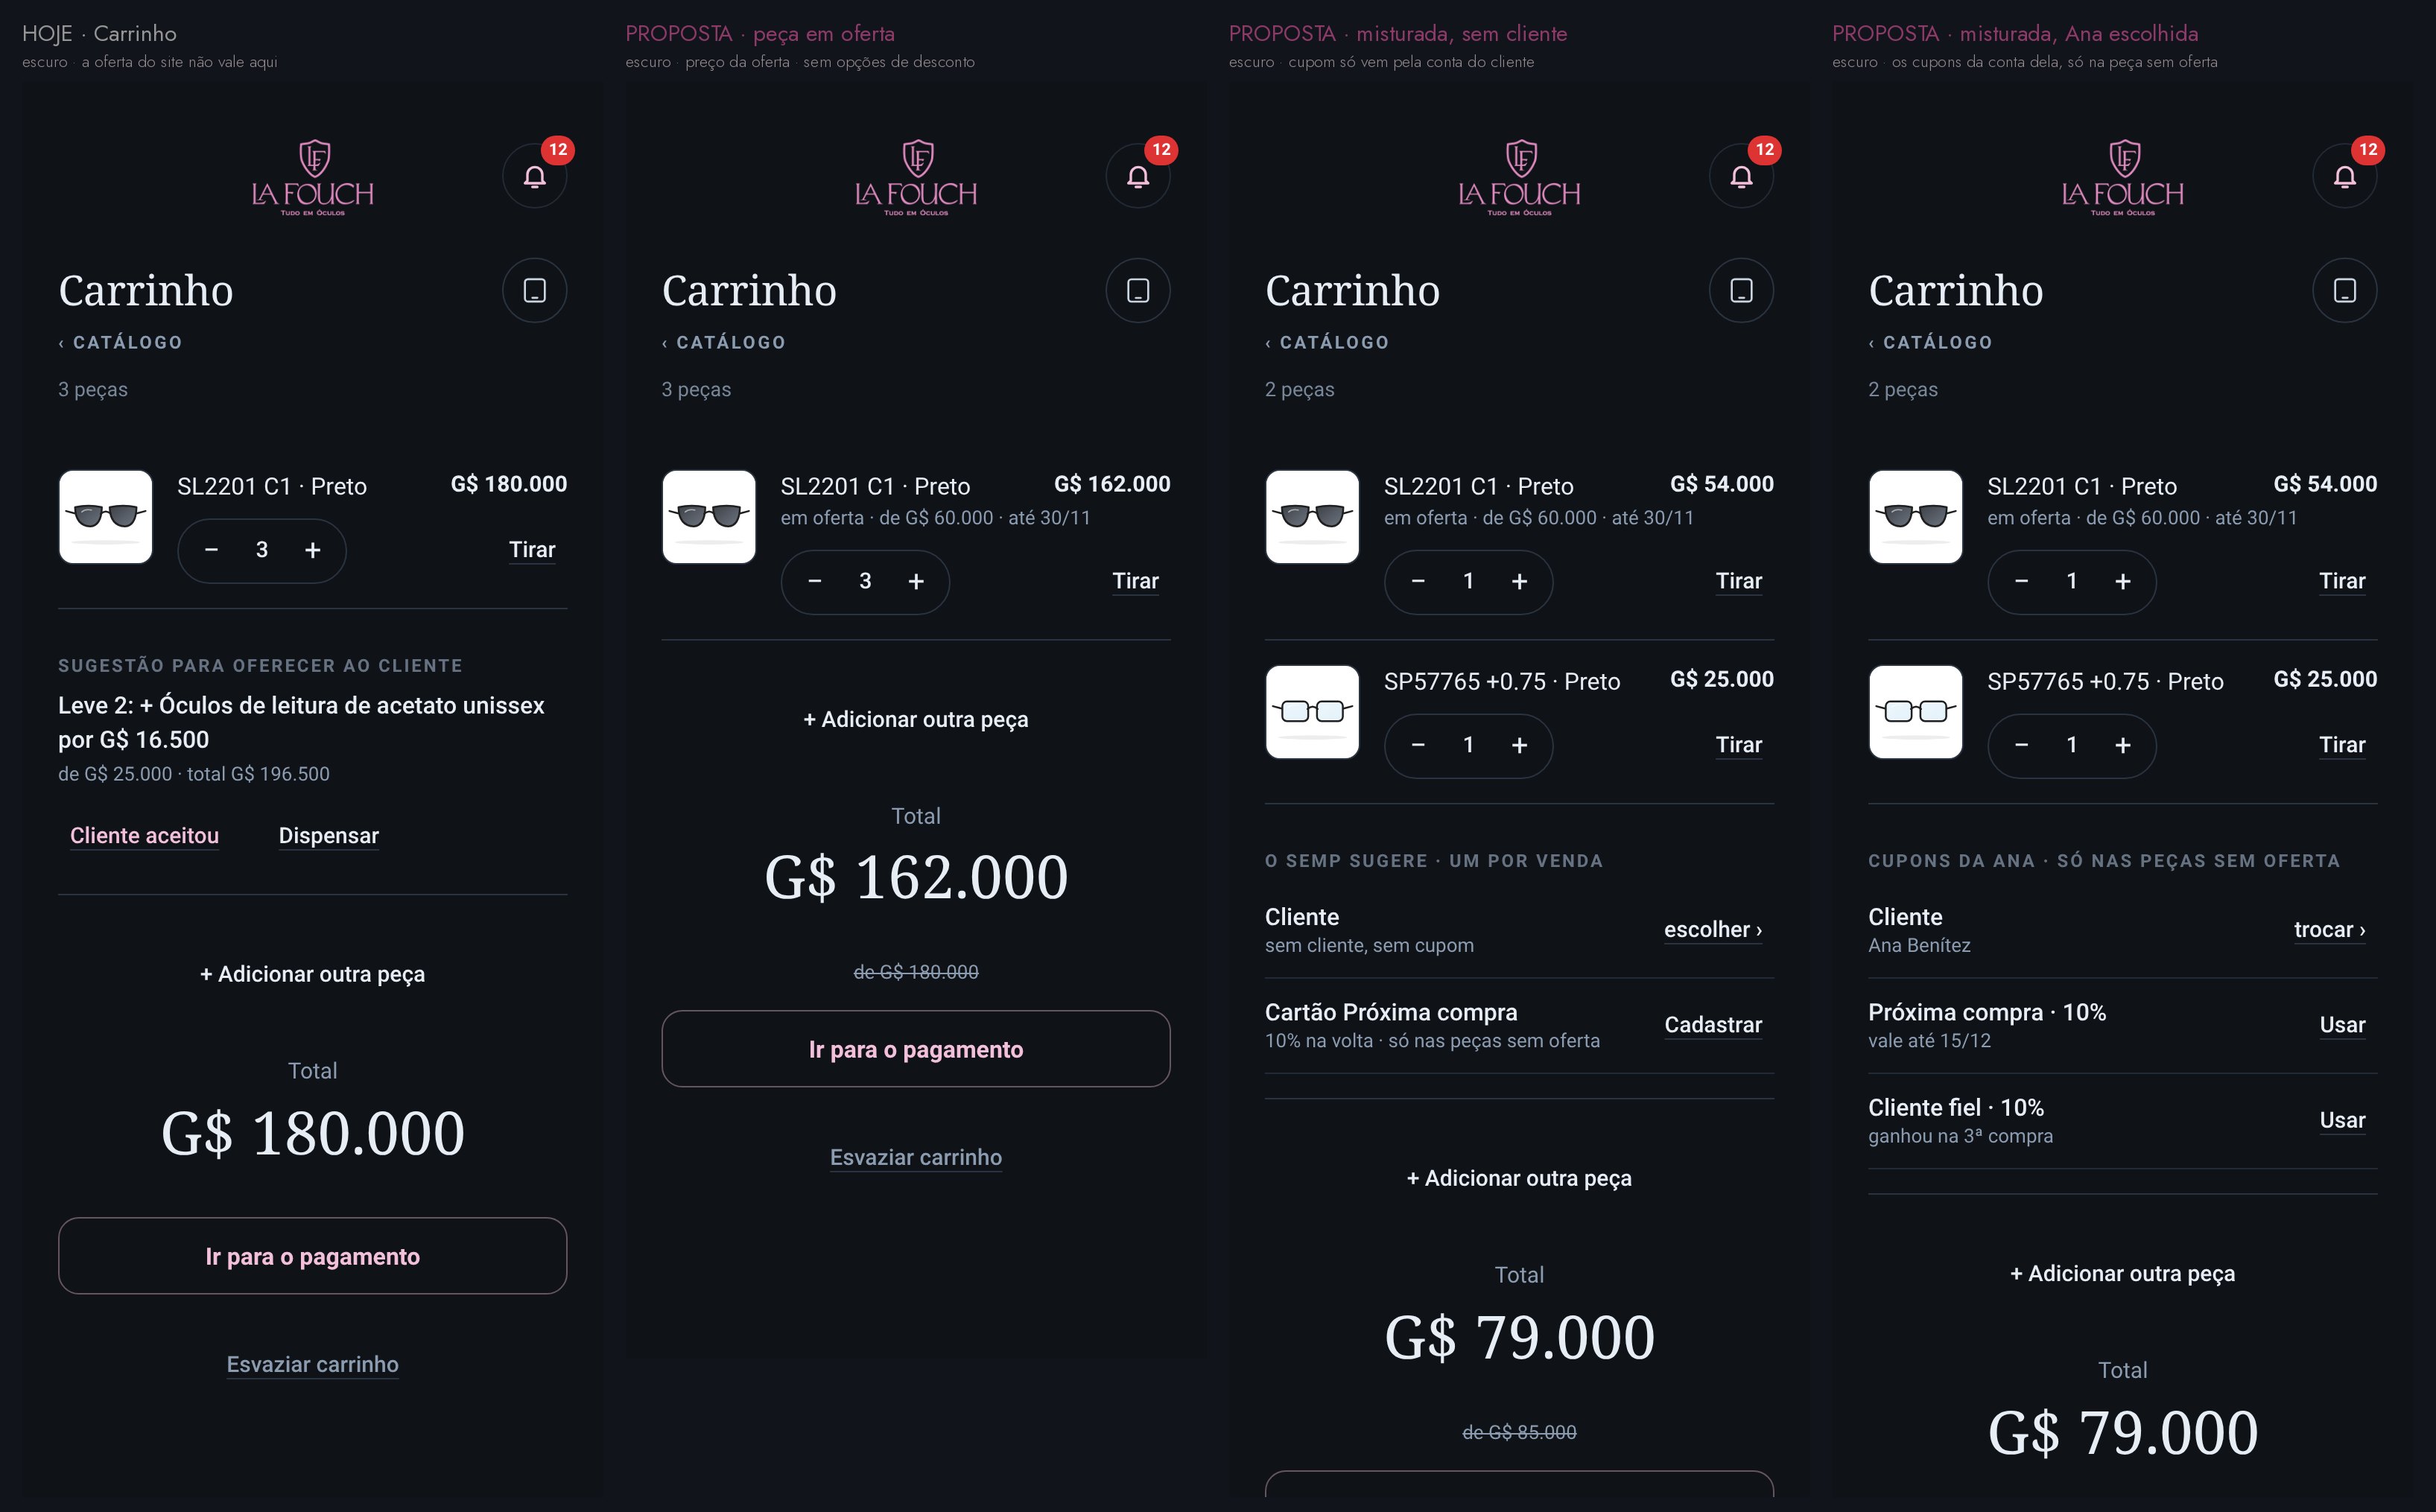 HOJE · Carrinho
escuro · a oferta do site não vale aqui
LF
LA FOUCH
TUDO EM ÓCULOS
12
Carrinho
‹ CATÁLOGO
3 peças
SL2201 C1 · Preto
G$ 180.000
− 3 +
Tirar
SUGESTÃO PARA OFERECER AO CLIENTE
Leve 2: + Óculos de leitura de acetato unissex
por G$ 16.500
de G$ 25.000 · total G$ 196.500
Cliente aceitou
Dispensar
+ Adicionar outra peça
Total
G$ 180.000
Ir para o pagamento
Esvaziar carrinho
PROPOSTA · peça em oferta
escuro · preço da oferta · sem opções de desconto
LF
LA FOUCH
TUDO EM ÓCULOS
12
Carrinho
‹ CATÁLOGO
3 peças
SL2201 C1 · Preto
G$ 162.000
em oferta · de G$ 60.000 · até 30/11
− 3 +
Tirar
+ Adicionar outra peça
Total
G$ 162.000
de G$ 180.000
Ir para o pagamento
Esvaziar carrinho
PROPOSTA · misturada, sem cliente
escuro · cupom só vem pela conta do cliente
LF
LA FOUCH
TUDO EM ÓCULOS
12
Carrinho
‹ CATÁLOGO
2 peças
SL2201 C1 · Preto
G$ 54.000
em oferta · de G$ 60.000 · até 30/11
− 1 +
Tirar
SP57765 +0.75 · Preto
G$ 25.000
− 1 +
Tirar
O SEMP SUGERE · UM POR VENDA
Cliente
sem cliente, sem cupom
escolher ›
Cartão Próxima compra
10% na volta · só nas peças sem oferta
Cadastrar
+ Adicionar outra peça
Total
G$ 79.000
de G$ 85.000
PROPOSTA · misturada, Ana escolhida
escuro · os cupons da conta dela, só na peça sem oferta
LF
LA FOUCH
TUDO EM ÓCULOS
12
Carrinho
‹ CATÁLOGO
2 peças
SL2201 C1 · Preto
G$ 54.000
em oferta · de G$ 60.000 · até 30/11
− 1 +
Tirar
SP57765 +0.75 · Preto
G$ 25.000
− 1 +
Tirar
CUPONS DA ANA · SÓ NAS PEÇAS SEM OFERTA
Cliente
Ana Benítez
trocar ›
Próxima compra · 10%
vale até 15/12
Usar
Cliente fiel · 10%
ganhou na 3ª compra
Usar
+ Adicionar outra peça
Total
G$ 79.000